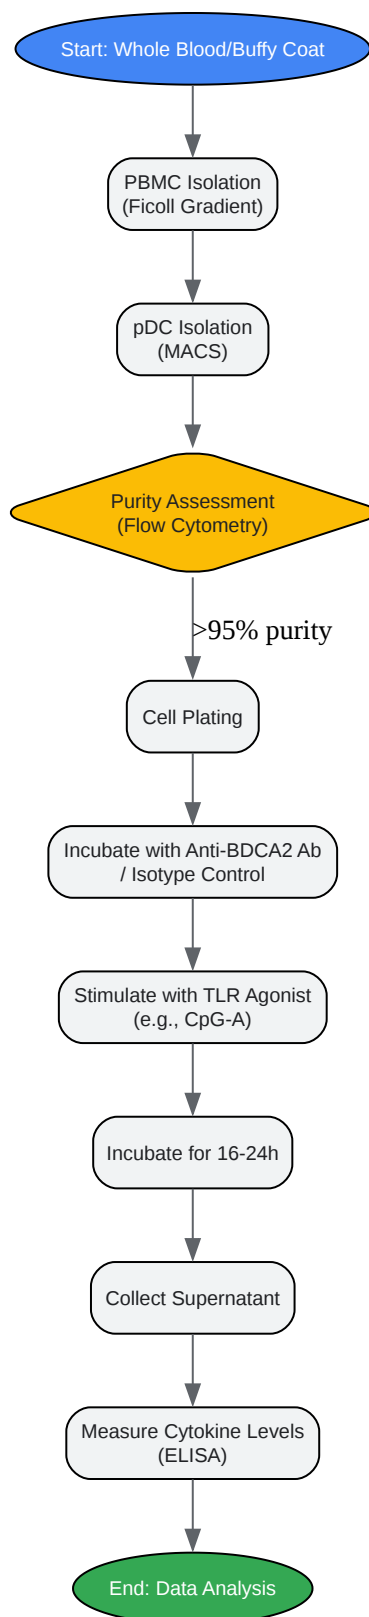 Start: Whole Blood/Buffy Coat
PBMC Isolation
(Ficoll Gradient)
pDC Isolation
(MACS)
Purity Assessment
(Flow Cytometry)
>95% purity
Cell Plating
Incubate with Anti-BDCA2 Ab
/ Isotype Control
Stimulate with TLR Agonist
(e.g., CpG-A)
Incubate for 16-24h
Collect Supernatant
Measure Cytokine Levels
(ELISA)
End: Data Analysis